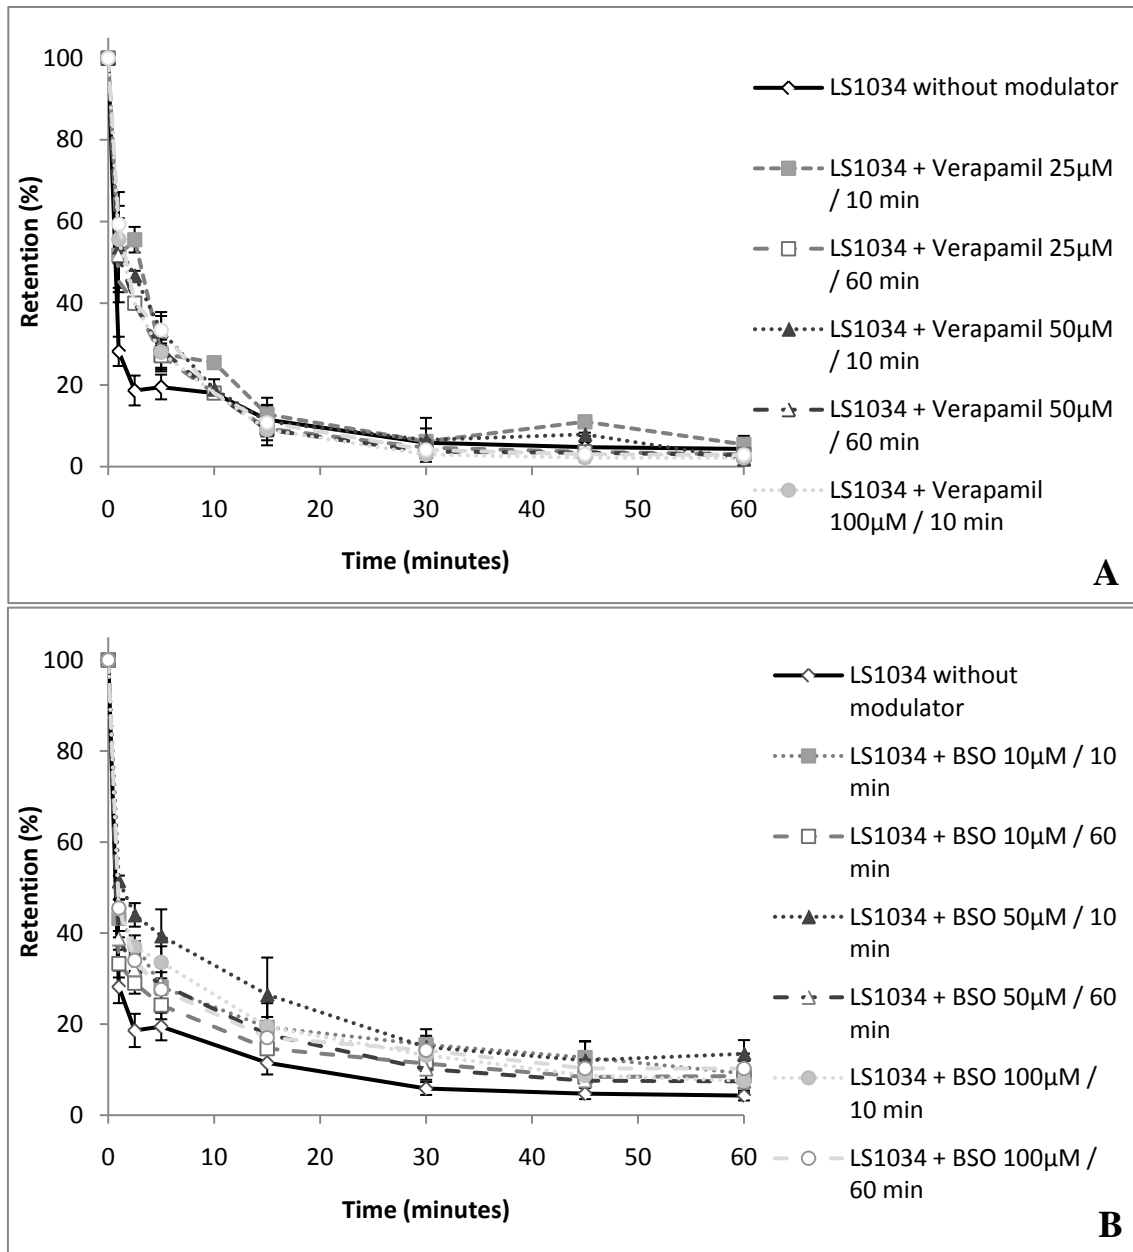 100
80
60
40
20
0
Retention (%)
0 10 20 30 40 50 60
Time (minutes)
LS1034 without modulator
LS1034 + Verapamil 25µM
/ 10 min
LS1034 + Verapamil 25µM
/ 60 min
LS1034 + Verapamil 50µM
/ 10 min
LS1034 + Verapamil 50µM
/ 60 min
LS1034 + Verapamil
100µM / 10 min
A
100
80
60
40
20
0
Retention (%)
0 10 20 30 40 50 60
Time (minutes)
LS1034 without
modulator
LS1034 + BSO 10µM / 10
min
LS1034 + BSO 10µM / 60
min
LS1034 + BSO 50µM / 10
min
LS1034 + BSO 50µM / 60
min
LS1034 + BSO 100µM /
10 min
LS1034 + BSO 100µM /
60 min
B